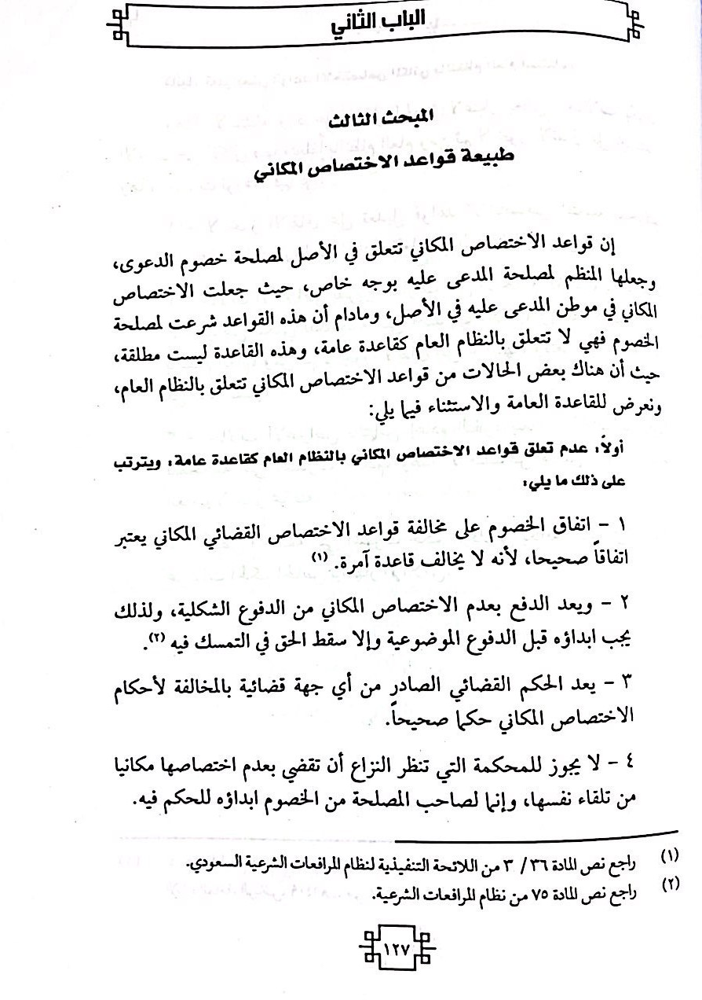 الباب الثاني
المبحث الثالث
طبيعة قواعد الاختصاص المكاني
إن قواعد الاختصاص المكاني تتعلق في الأصل لمصلحة خصوم الدعوى،
وجعلها المنظم لمصلحة المدعى عليه بوجه خاص، حيث جعلت الاختصاص
المكاني في موطن المدعى عليه في الأصل، ومادام أن هذه القواعد شرعت لمصلحة
الخصوم فهي لا تتعلق بالنظام العام كقاعدة عامة، وهذه القاعدة ليست مطلقة،
حيث أن هناك بعض الحالات من قواعد الاختصاص المكاني تتعلق بالنظام العام،
ونعرض للقاعدة العامة والاستثناء فيما يلي:
أولاً: عدم تعلق قواعد الاختصاص المكاني بالنظام العام كقاعدة عامة، ويترتب
على ذلك ما يلي:
١ - اتفاق الخصوم على مخالفة قواعد الاختصاص القضائي المكاني يعتبر
اتفاقاً صحيحا، لأنه لا يخالف قاعدة آمرة. (١)
٢ - ويعد الدفع بعدم الاختصاص المكاني من الدفوع الشكلية، ولذلك
يجب ابداؤه قبل الدفوع الموضوعية وإلا سقط الحق في التمسك فيه (٢).
٣ - يعد الحكم القضائي الصادر من أي جهة قضائية بالمخالفة لأحكام
الاختصاص المكاني حكما صحيحاً.
٤ - لا يجوز للمحكمة التي تنظر النزاع أن تقضي بعدم اختصاصها مكانيا
من تلقاء نفسها، وإنما لصاحب المصلحة من الخصوم ابداؤه للحكم فيه.
(١) راجع نص المادة ٣٦/ ٣ من اللائحة التنفيذية لنظام المرافعات الشرعية السعودي.
(٢) راجع نص المادة ٧٥ من نظام المرافعات الشرعية.
١٢٧